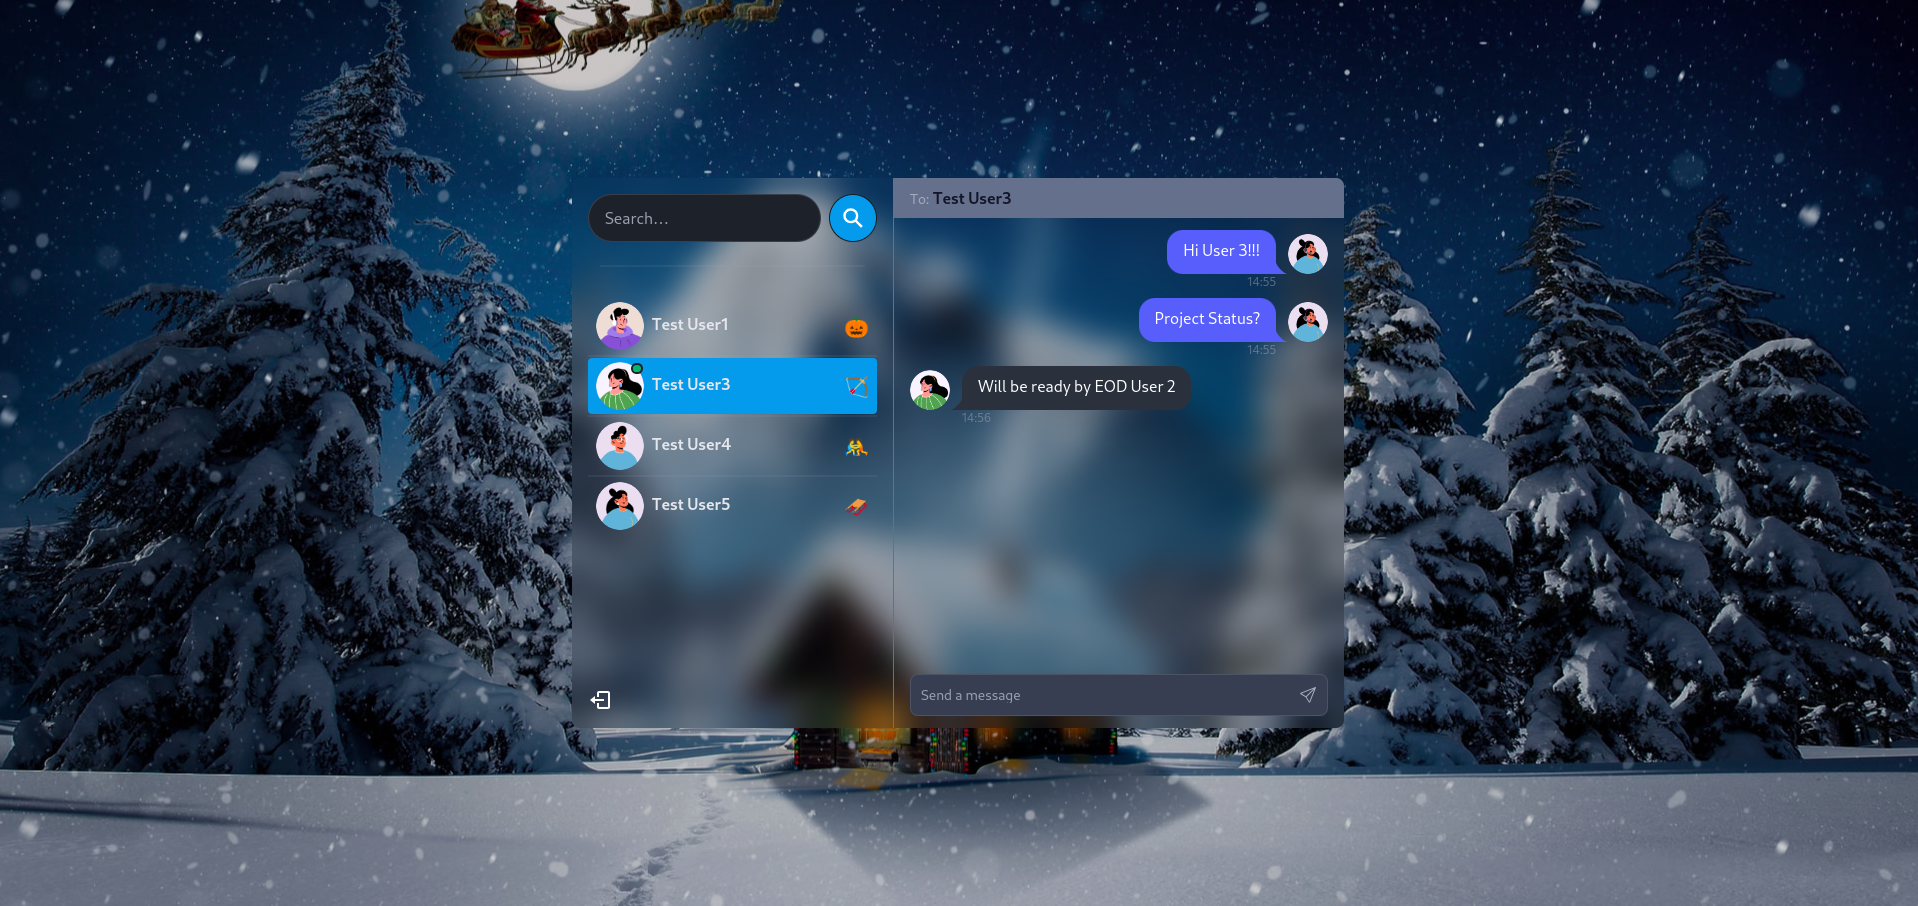 Search...
Test User1
Test User3
Test User4
Test User5
To: Test User3
Hi User 3!!!
14:55
Project Status?
14:55
Will be ready by EOD User 2
14:56
Send a message